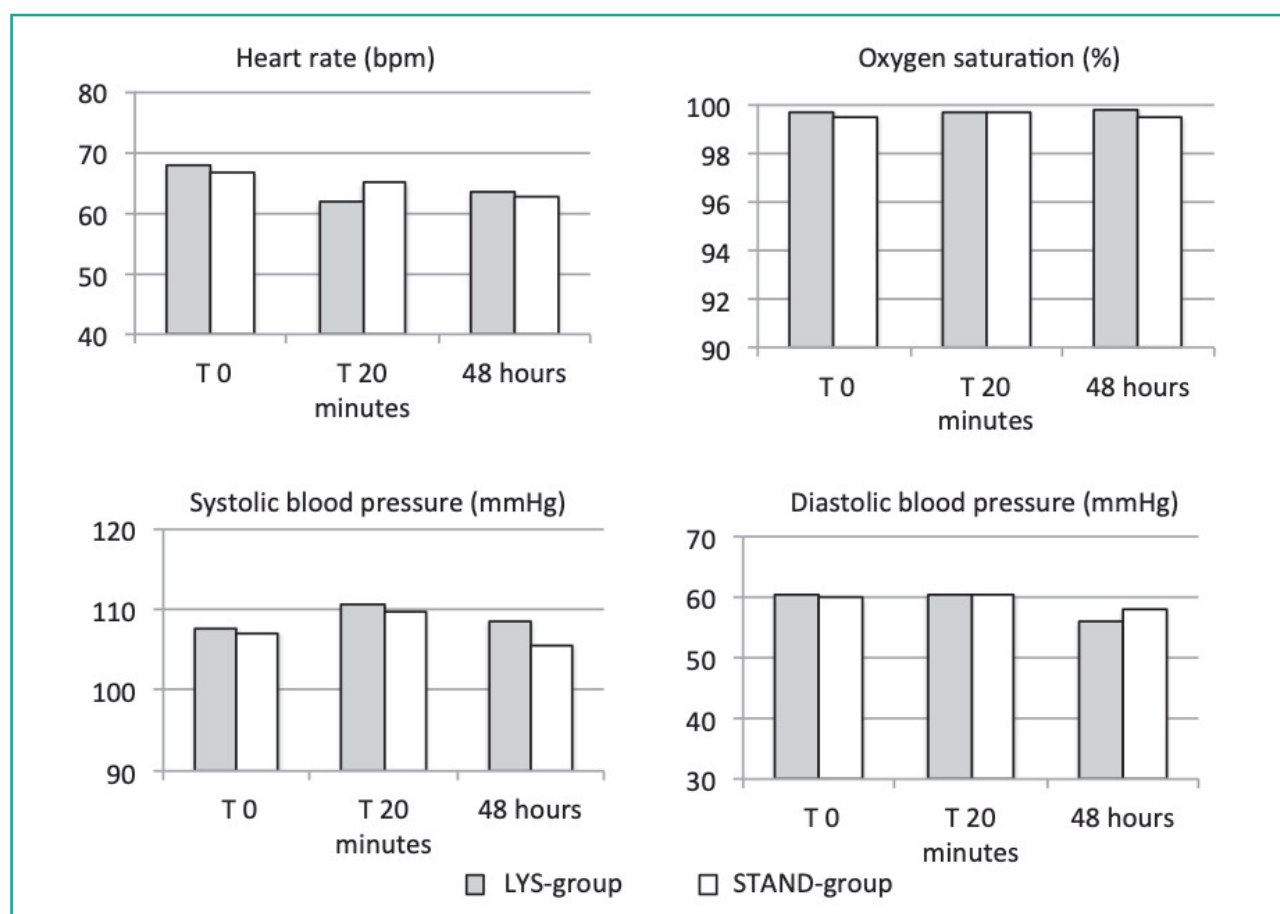 Heart rate (bpm)
80
70
60
50
40
T 0 T 20 48 hours
minutes
Oxygen saturation (%)
100
98
96
94
92
90
T 0 T 20 48 hours
minutes
Systolic blood pressure (mmHg)
120
110
100
90
T 0 T 20 48 hours
minutes
Diastolic blood pressure (mmHg)
70
60
50
40
30
T 0 T 20 48 hours
minutes
LYS-group STAND-group